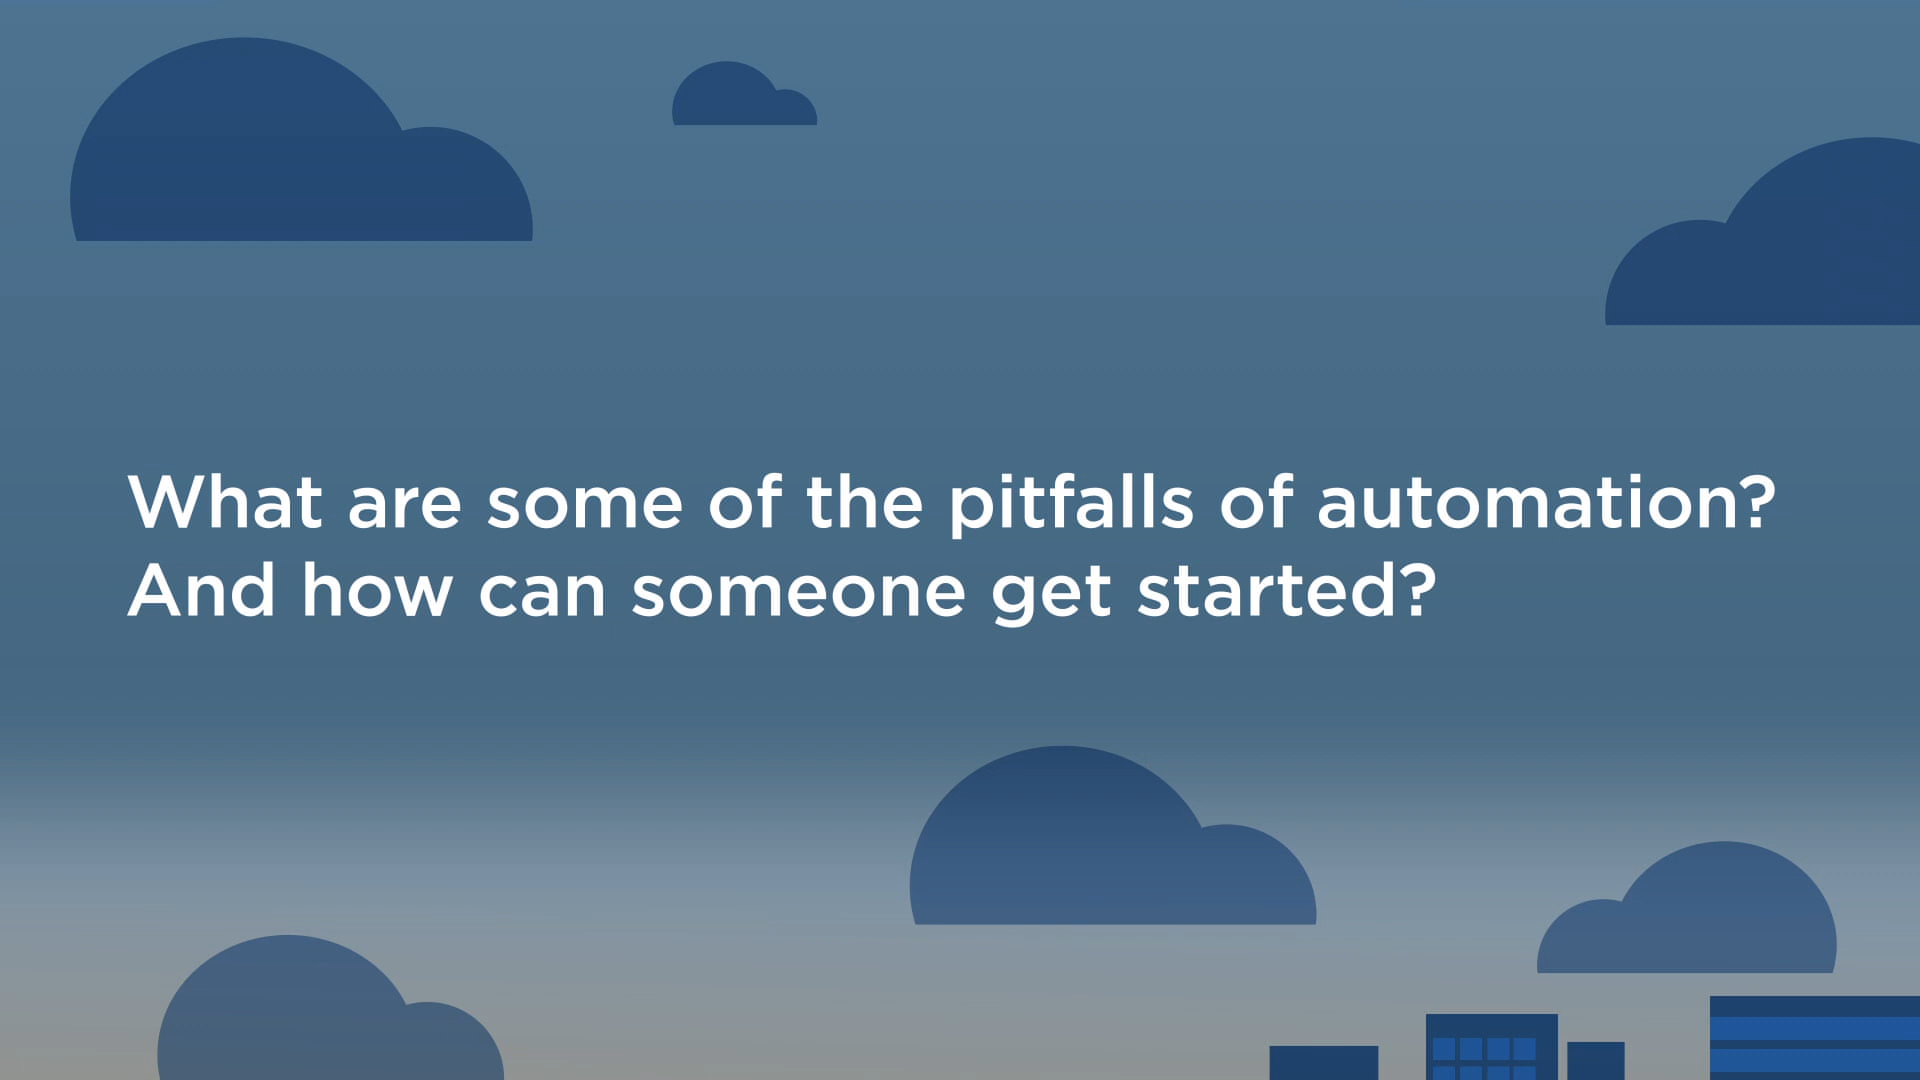 What are some of the pitfalls of automation?
And how can someone get started?